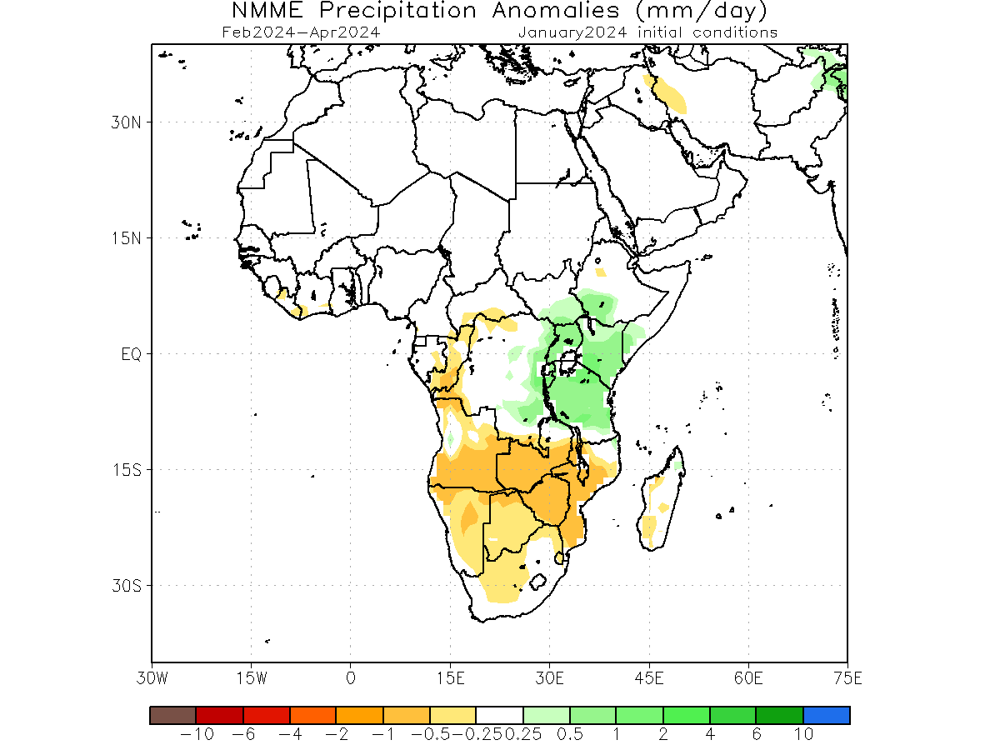 NMME Precipitation Anomalies (mm/day)
Feb2024−Apr2024 January2024 initial conditions
30N
15N
EQ
15S
30S
30W 15W 0 15E 30E 45E 60E 75E
−10 −6 −4 −2 −1 −0.5 −0.25 0.25 0.5 1 2 4 6 10